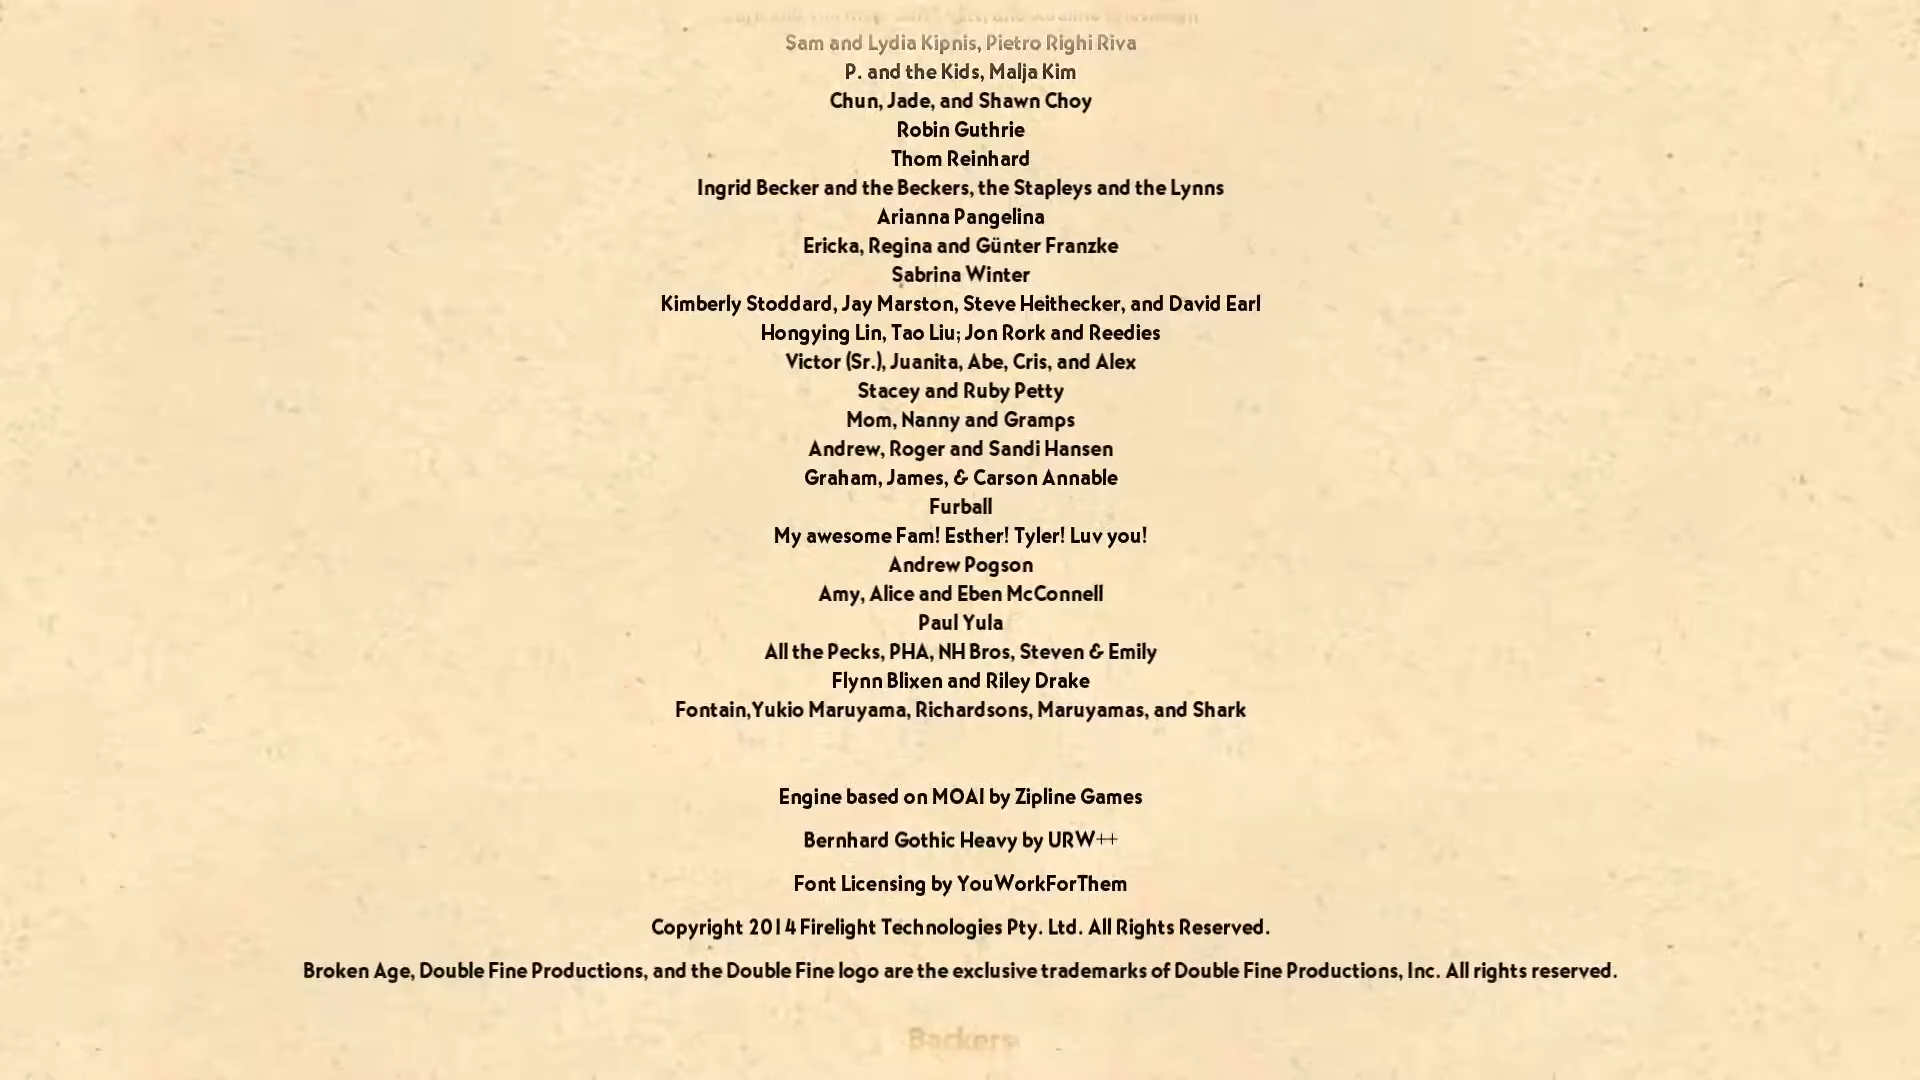 Sam and Lydia Kipnis, Pietro Righi Riva
P. and the Kids, Malja Kim
Chun, Jade, and Shawn Choy
Robin Guthrie
Thom Reinhard
Ingrid Becker and the Beckers, the Stapleys and the Lynns
Arianna Pangelina
Ericka, Regina and Günter Franzke
Sabrina Winter
Kimberly Stoddard, Jay Marston, Steve Heithecker, and David Earl
Hongying Lin, Tao Liu; Jon Rork and Reedies
Victor (Sr.), Juanita, Abe, Cris, and Alex
Stacey and Ruby Petty
Mom, Nanny and Gramps
Andrew, Roger and Sandi Hansen
Graham, James, & Carson Annable
Furball
My awesome Fam! Esther! Tyler! Luv you!
Andrew Pogson
Amy, Alice and Eben McConnell
Paul Yula
All the Pecks, PHA, NH Bros, Steven & Emily
Flynn Blixen and Riley Drake
Fontain,Yukio Maruyama, Richardsons, Maruyamas, and Shark
Engine based on MOAI by Zipline Games
Bernhard Gothic Heavy by URW++
Font Licensing by YouWorkForThem
Copyright 2014 Firelight Technologies Pty. Ltd. All Rights Reserved.
Broken Age, Double Fine Productions, and the Double Fine logo are the exclusive trademarks of Double Fine Productions, Inc. All rights reserved.
Backers